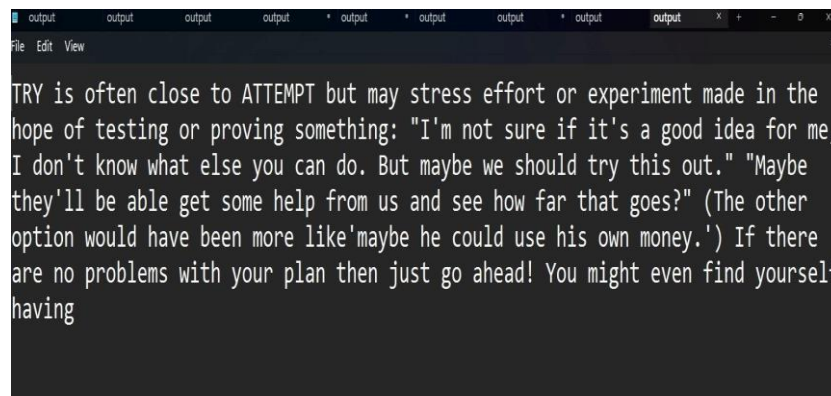 output output output output * output * output output * output output X + - X
File Edit View
TRY is often close to ATTEMPT but may stress effort or experiment made in the
hope of testing or proving something: "I'm not sure if it's a good idea for me,
I don't know what else you can do. But maybe we should try this out." "Maybe
they'll be able get some help from us and see how far that goes?" (The other
option would have been more like'maybe he could use his own money.') If there
are no problems with your plan then just go ahead! You might even find yourself
having